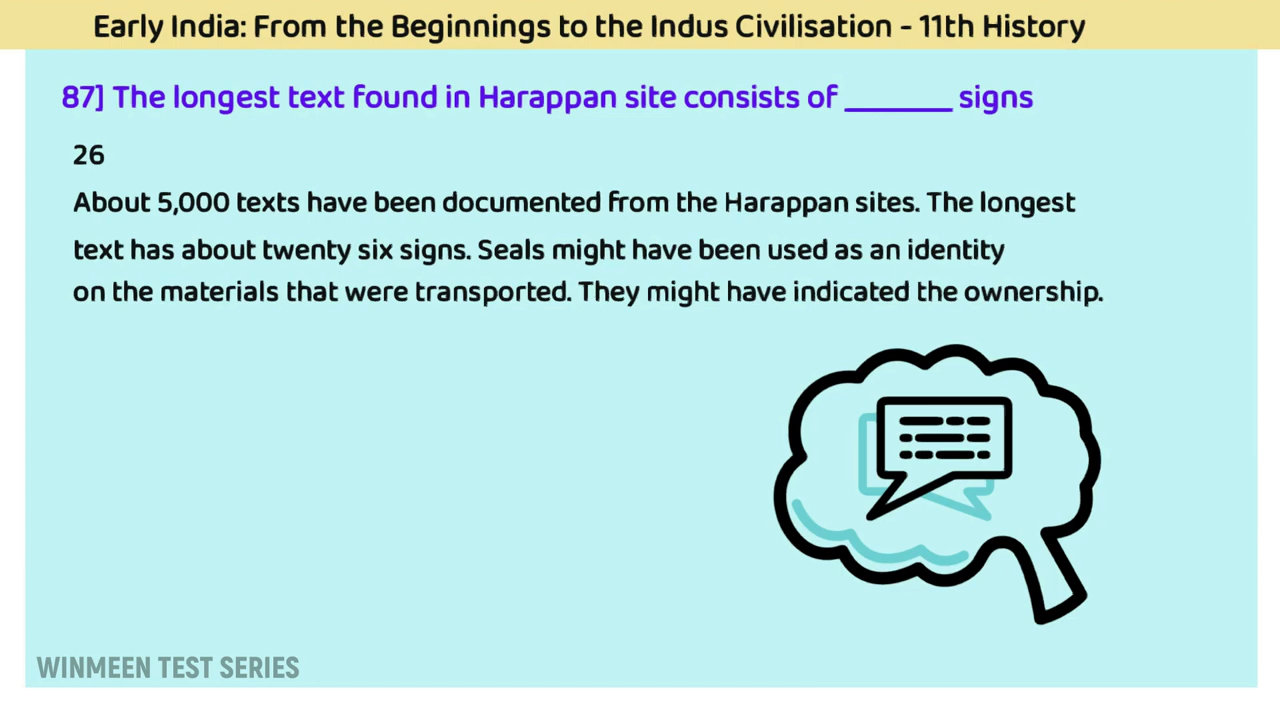 Early India: From the Beginnings to the Indus Civilisation - 11th History
87] The longest text found in Harappan site consists of _______ signs
26
About 5,000 texts have been documented from the Harappan sites. The longest
text has about twenty six signs. Seals might have been used as an identity
on the materials that were transported. They might have indicated the ownership.
WINMEEN TEST SERIES